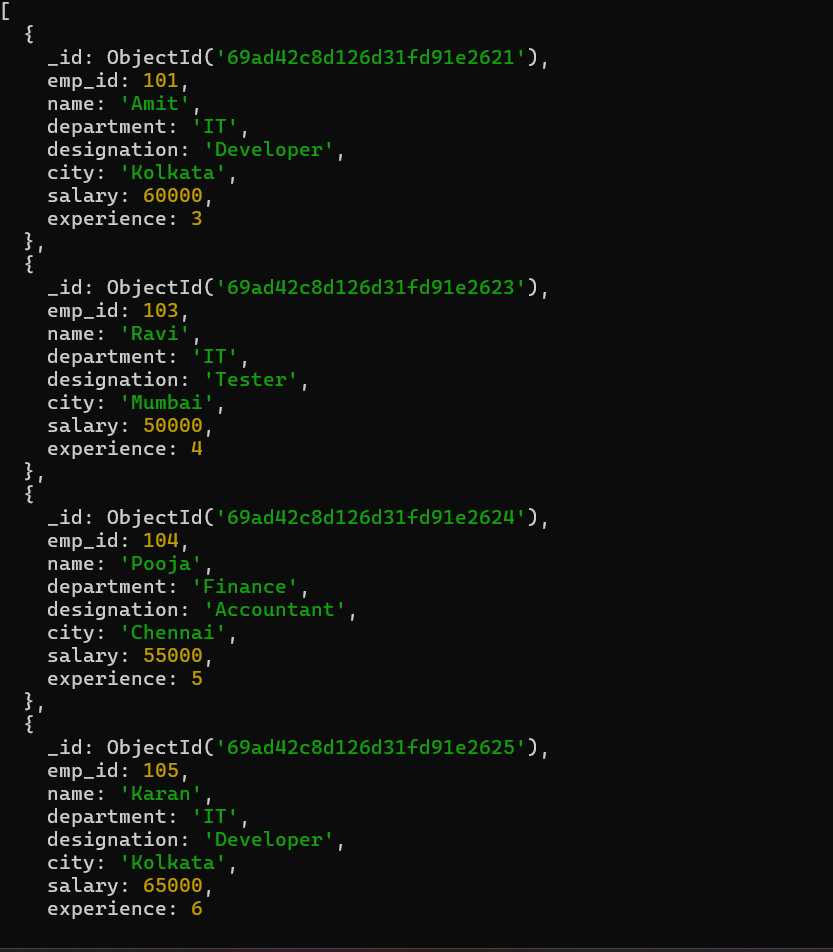 [
  {
    _id: ObjectId('69ad42c8d126d31fd91e2621'),
    emp_id: 101,
    name: 'Amit',
    department: 'IT',
    designation: 'Developer',
    city: 'Kolkata',
    salary: 60000,
    experience: 3
  },
  {
    _id: ObjectId('69ad42c8d126d31fd91e2623'),
    emp_id: 103,
    name: 'Ravi',
    department: 'IT',
    designation: 'Tester',
    city: 'Mumbai',
    salary: 50000,
    experience: 4
  },
  {
    _id: ObjectId('69ad42c8d126d31fd91e2624'),
    emp_id: 104,
    name: 'Pooja',
    department: 'Finance',
    designation: 'Accountant',
    city: 'Chennai',
    salary: 55000,
    experience: 5
  },
  {
    _id: ObjectId('69ad42c8d126d31fd91e2625'),
    emp_id: 105,
    name: 'Karan',
    department: 'IT',
    designation: 'Developer',
    city: 'Kolkata',
    salary: 65000,
    experience: 6